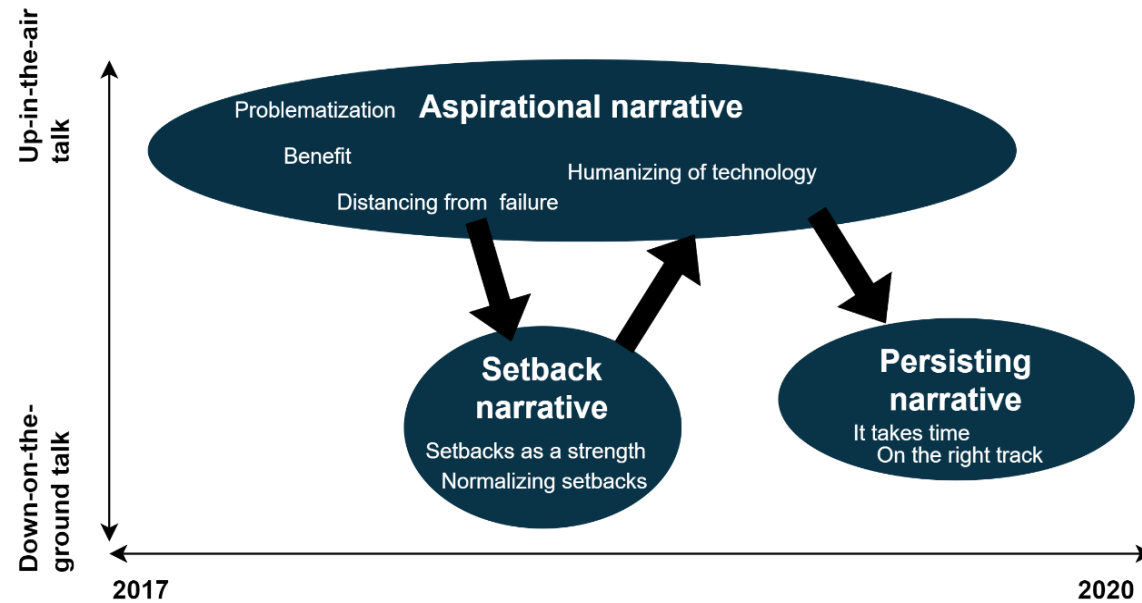 Up-in-the-air
talk
Problematization
Aspirational narrative
Benefit
Humanizing of technology
Distancing from failure
Setback
narrative
Setbacks as a strength
Normalizing setbacks
Persisting
narrative
It takes time
On the right track
Down-on-the-
ground talk
2017
2020